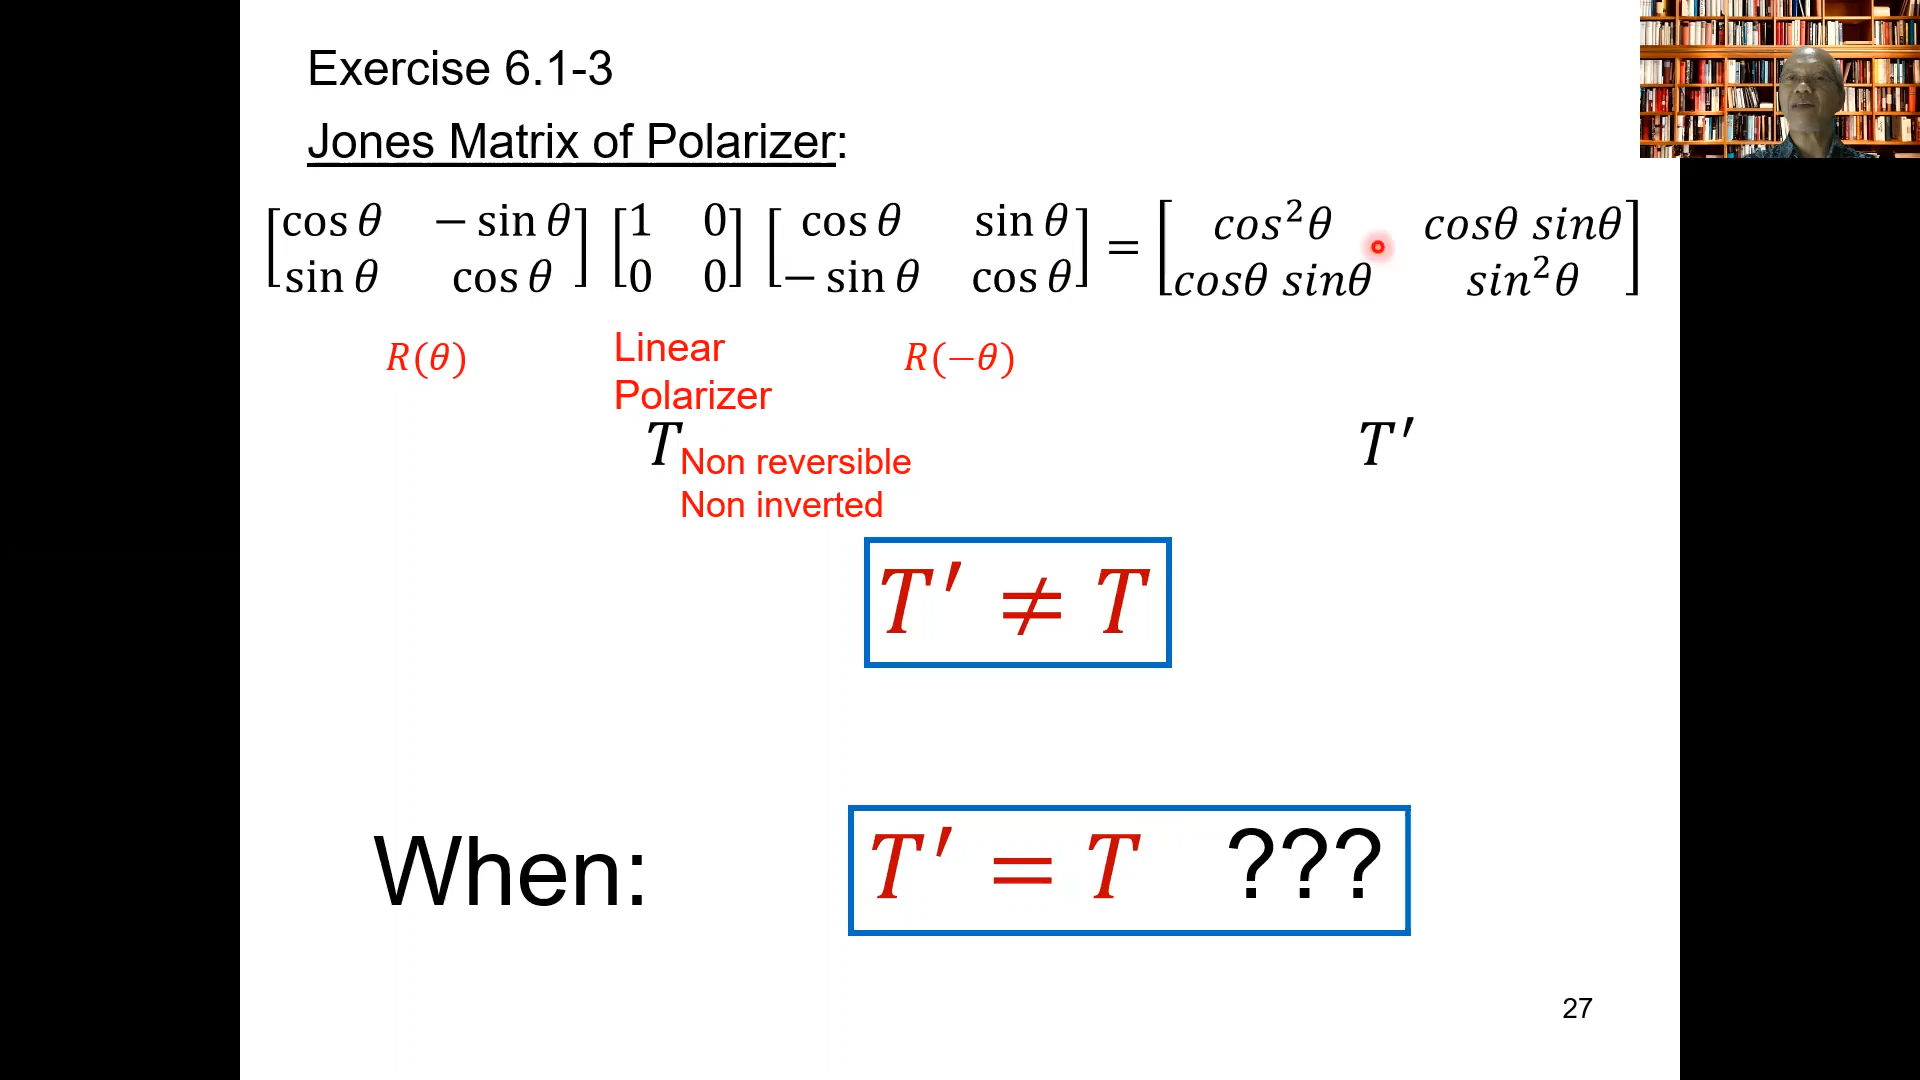 Exercise 6.1-3
Jones Matrix of Polarizer:
[cos θ − sin θ; sin θ cos θ] [1 0; 0 0] [cos θ sin θ; − sin θ cos θ] = [cos²θ cosθ sinθ; cosθ sinθ sin²θ]
R(θ)
Linear
Polarizer
R(−θ)
T
T′
Non reversible
Non inverted
T′ ≠ T
When:
T′ = T ???
27